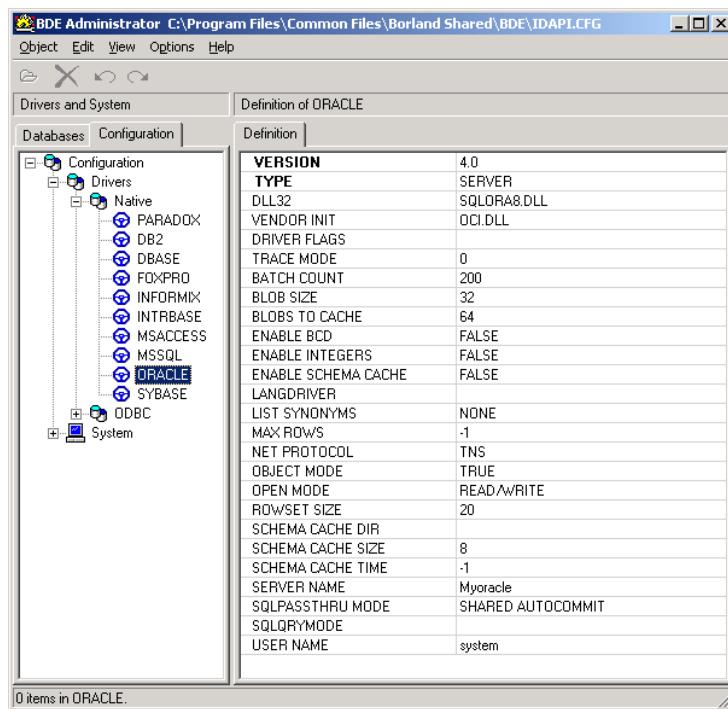 BDE Administrator C:\Program Files\Common Files\Borland Shared\BDE\IDAPI.CFG
Object Edit View Options Help
Drivers and System
Definition of ORACLE
Databases Configuration
Definition
Configuration
Drivers
Native
PARADOX
DB2
DBASE
FOXPRO
INFORMIX
INTRBASE
MSACCESS
MSSQL
ORACLE
SYBASE
ODBC
System
VERSION 4.0
TYPE SERVER
DLL32 SQLORA8.DLL
VENDOR INIT OCI.DLL
DRIVER FLAGS
TRACE MODE 0
BATCH COUNT 200
BLOB SIZE 32
BLOBS TO CACHE 64
ENABLE BCD FALSE
ENABLE INTEGERS FALSE
ENABLE SCHEMA CACHE FALSE
LANGDRIVER
LIST SYNONYMS NONE
MAX ROWS -1
NET PROTOCOL TNS
OBJECT MODE TRUE
OPEN MODE READ/WRITE
ROWSET SIZE 20
SCHEMA CACHE DIR
SCHEMA CACHE SIZE 8
SCHEMA CACHE TIME -1
SERVER NAME Myoracle
SQLPASSTHRU MODE SHARED AUTOCOMMIT
SQLQRYMODE
USER NAME system
0 items in ORACLE.